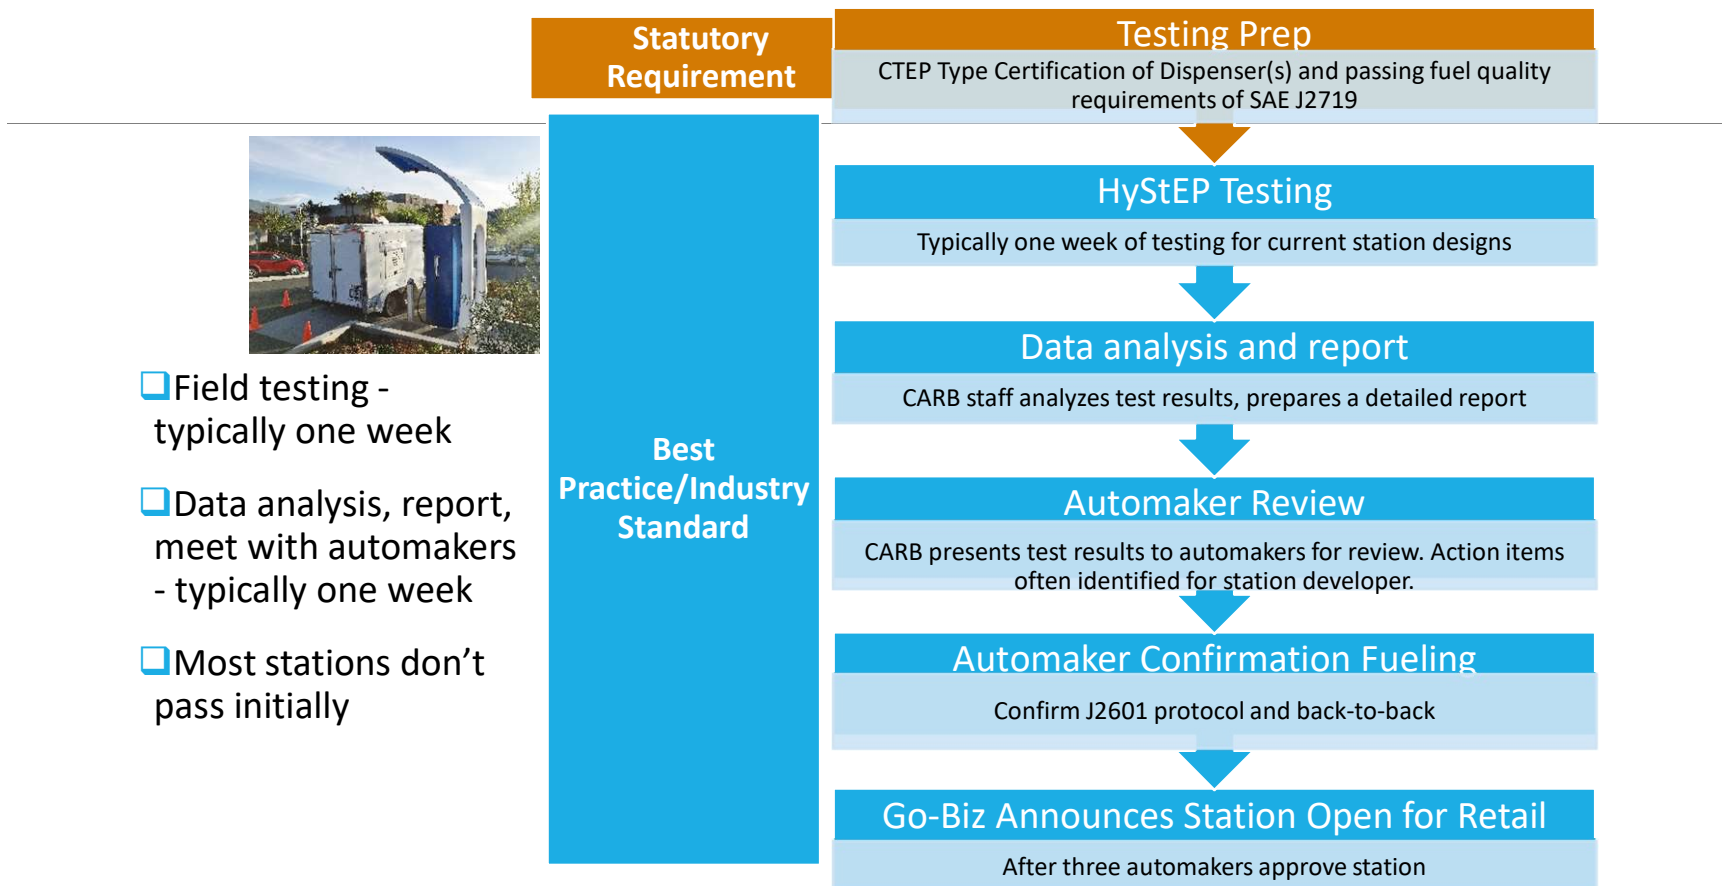 Statutory
Requirement
Testing Prep
CTEP Type Certification of Dispenser(s) and passing fuel quality
requirements of SAE J2719
HyStEP Testing
Typically one week of testing for current station designs
Data analysis and report
CARB staff analyzes test results, prepares a detailed report
Automaker Review
CARB presents test results to automakers for review. Action items
often identified for station developer.
Automaker Confirmation Fueling
Confirm J2601 protocol and back-to-back
Go-Biz Announces Station Open for Retail
After three automakers approve station
Best
Practice/Industry
Standard
Field testing -
typically one week
Data analysis, report,
meet with automakers
- typically one week
Most stations don’t
pass initially